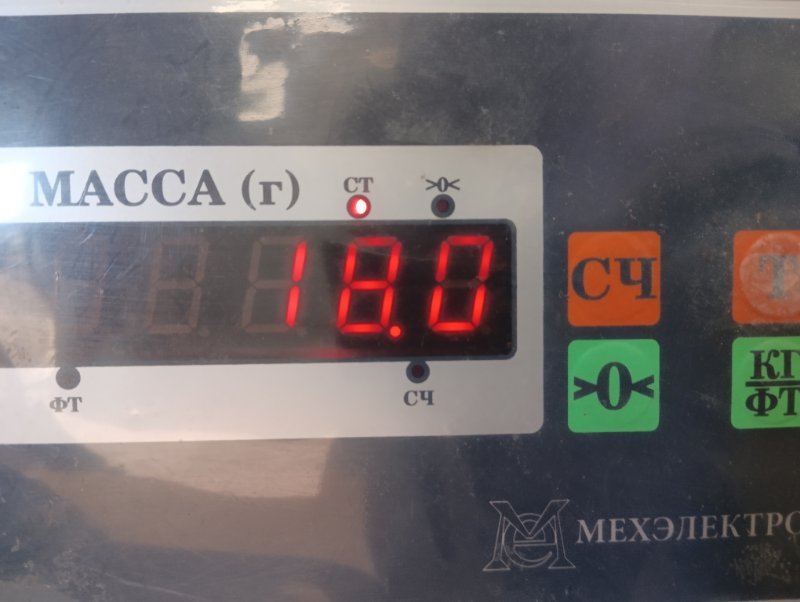 МАССА (г)
СТ >0<
18.0
ФТ СЧ
СЧ Т
>0< КГ
ФТ
МЕХЭЛЕКТРО